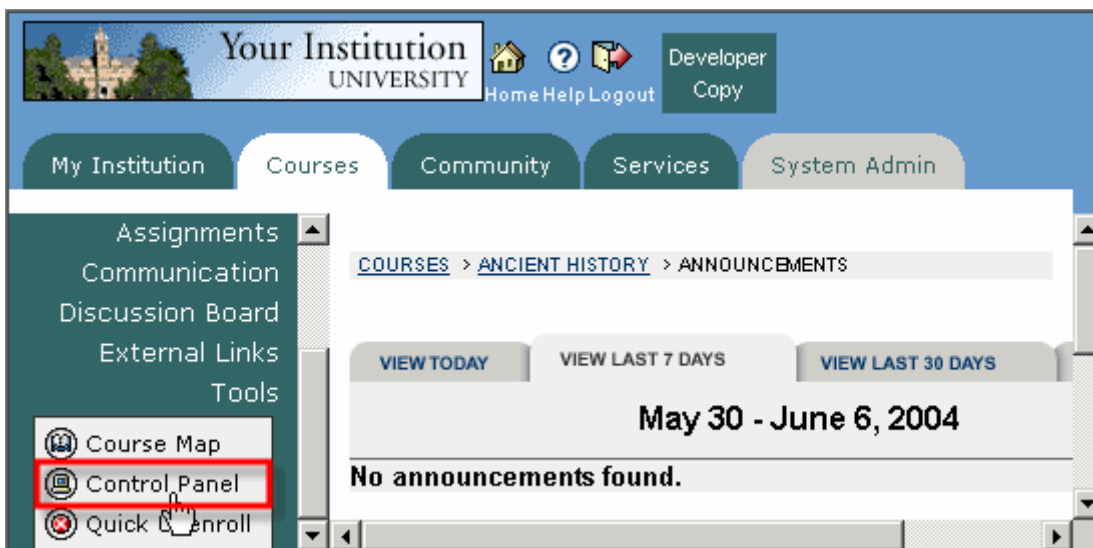 Your Institution
UNIVERSITY
Home Help Logout
Developer
Copy
My Institution
Courses
Community
Services
System Admin
Assignments
Communication
Discussion Board
External Links
Tools
Course Map
Control Panel
Quick enroll
COURSES > ANCIENT HISTORY > ANNOUNCEMENTS
VIEW TODAY
VIEW LAST 7 DAYS
VIEW LAST 30 DAYS
May 30 - June 6, 2004
No announcements found.